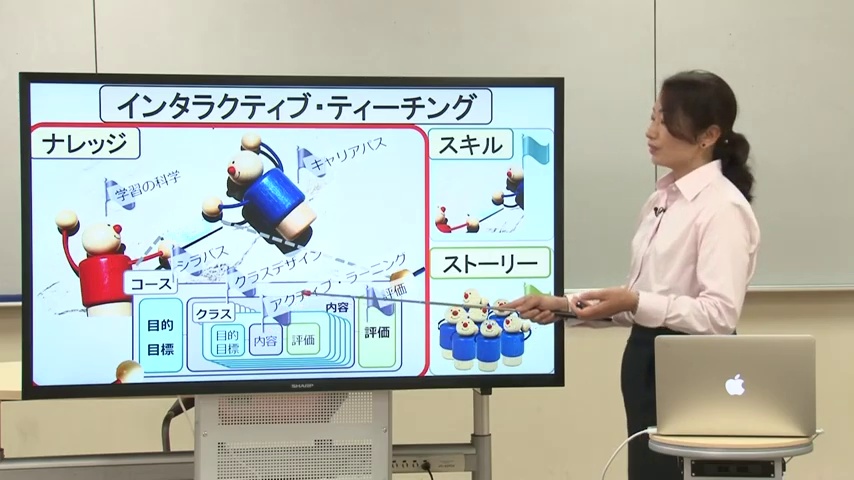 インタラクティブ・ティーチング
ナレッジ
スキル
ストーリー
学習の科学
キャリアパス
シラバス
クラスデザイン
アクティブ・ラーニング
評価
コース
目的
目標
クラス
内容
目的
目標
内容
評価
評価
SHARP